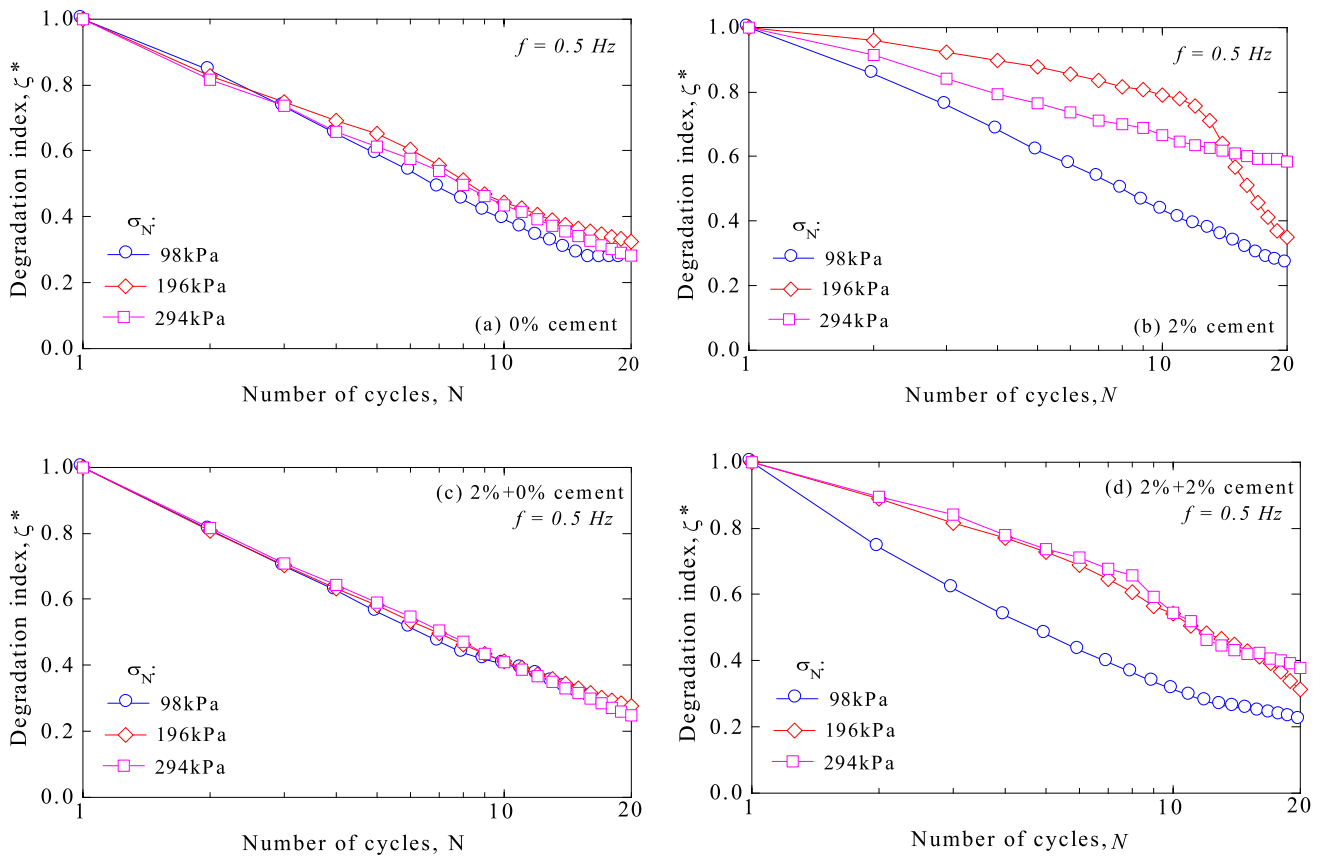 Degradation index, ζ*
1.0
0.8
0.6
0.4
0.2
0.0
f = 0.5 Hz
σN:
98kPa
196kPa
294kPa
(a) 0% cement
1
10
20
Number of cycles, N
Degradation index, ζ*
1.0
0.8
0.6
0.4
0.2
0.0
f = 0.5 Hz
σN:
98kPa
196kPa
294kPa
(b) 2% cement
1
10
20
Number of cycles, N
Degradation index, ζ*
1.0
0.8
0.6
0.4
0.2
0.0
(c) 2%+0% cement
f = 0.5 Hz
σN:
98kPa
196kPa
294kPa
1
10
20
Number of cycles, N
Degradation index, ζ*
1.0
0.8
0.6
0.4
0.2
0.0
(d) 2%+2% cement
f = 0.5 Hz
σN:
98kPa
196kPa
294kPa
1
10
20
Number of cycles, N